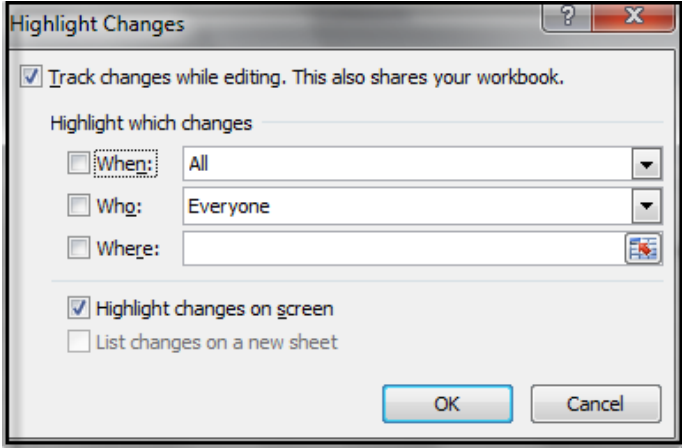 Highlight Changes
?
Track changes while editing. This also shares your workbook.
Highlight which changes
When: All
Who: Everyone
Where:
Highlight changes on screen
List changes on a new sheet
OK Cancel